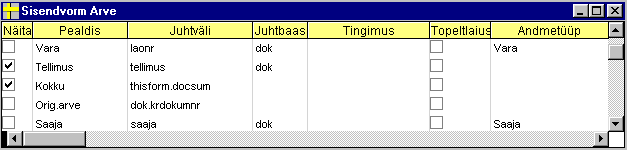 Sisendvorm Arve
Näita Pealdis Juhtväli Juhtbaas Tingimus Topeltlaius Andmetüüp
Vara laonr dok Vara
Tellimus tellimus dok
Kokku thisform.docsum
Orig.arve dok.krdokumnr
Saaja saaja dok Saaja